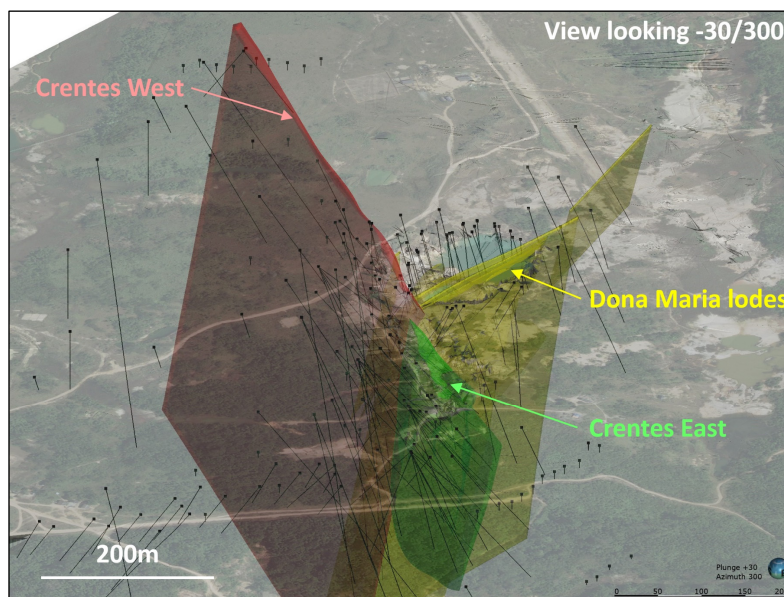 View looking -30/300
Crentes West
Dona Maria lodes
Crentes East
200m
Plunge +30
Azimuth 300
0 50 100 150